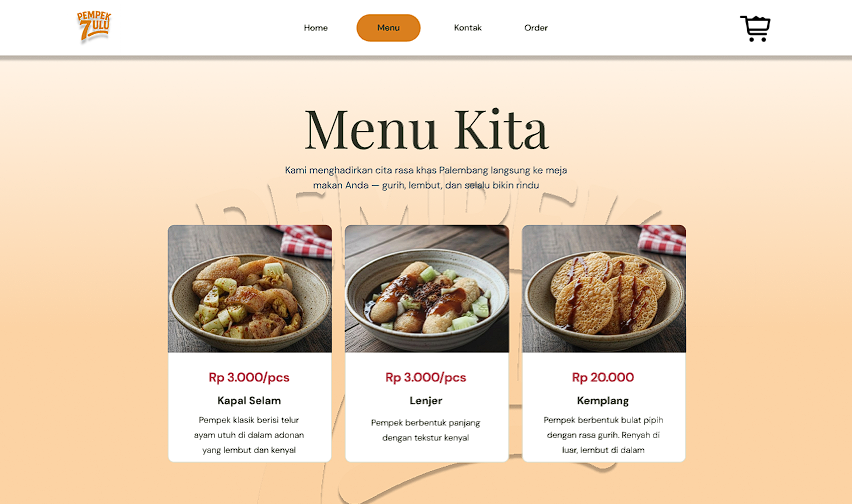 PEMPEK
7 ULU
Home
Menu
Kontak
Order
Menu Kita
Kami menghadirkan cita rasa khas Palembang langsung ke meja
makan Anda — gurih, lembut, dan selalu bikin rindu
Rp 3.000/pcs
Kapal Selam
Pempek klasik berisi telur
ayam utuh di dalam adonan
yang lembut dan kenyal
Rp 3.000/pcs
Lenjer
Pempek berbentuk panjang
dengan tekstur kenyal
Rp 20.000
Kemplang
Pempek berbentuk bulat pipih
dengan rasa gurih. Renyah di
luar, lembut di dalam